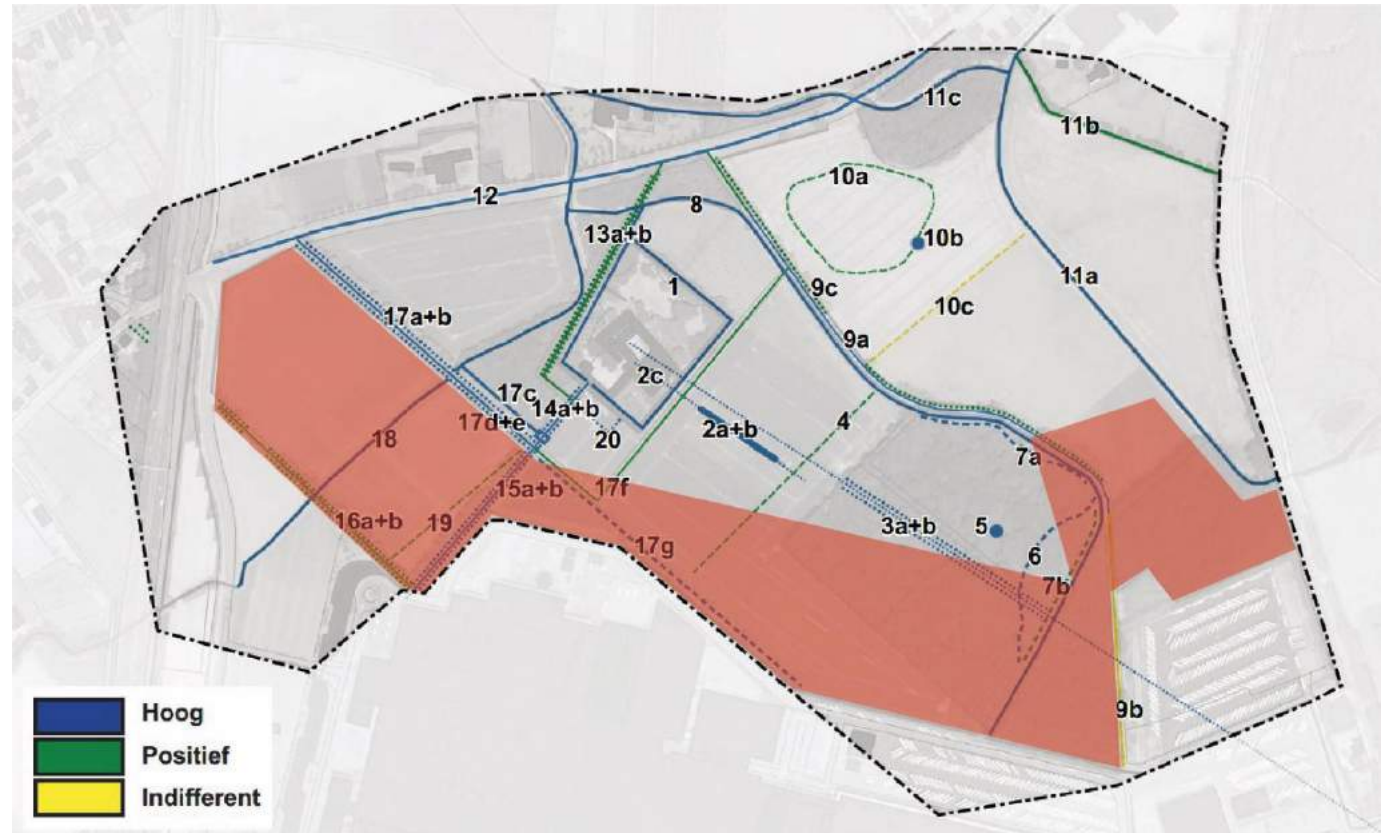 11c
11b
10a
12
8
13a+b
10b
1
9c
11a
10c
17a+b
9a
2c
17c
14a+b
4
17d+e
2a+b
20
18
7a
17f
15a+b
16a+b
19
3a+b
5
17g
6
7b
9b
Hoog
Positief
Indifferent